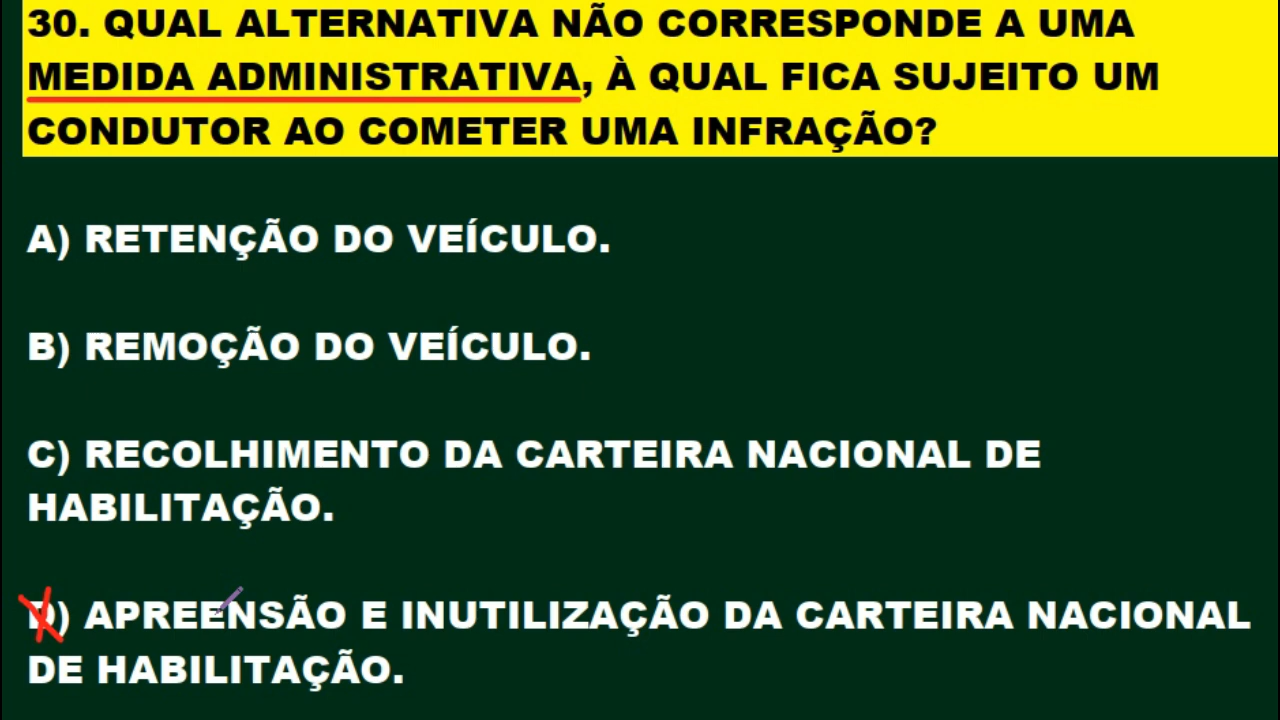 30. QUAL ALTERNATIVA NÃO CORRESPONDE A UMA
MEDIDA ADMINISTRATIVA, À QUAL FICA SUJEITO UM
CONDUTOR AO COMETER UMA INFRAÇÃO?
A) RETENÇÃO DO VEÍCULO.
B) REMOÇÃO DO VEÍCULO.
C) RECOLHIMENTO DA CARTEIRA NACIONAL DE
HABILITAÇÃO.
D) APREENSÃO E INUTILIZAÇÃO DA CARTEIRA NACIONAL
DE HABILITAÇÃO.